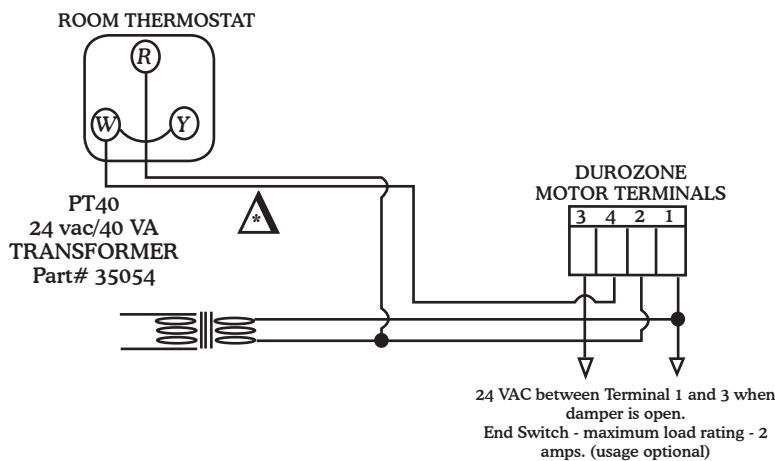 ROOM THERMOSTAT
R
W Y
PT40
24 vac/40 VA
TRANSFORMER
Part# 35054
*
DUROZONE
MOTOR TERMINALS
3 4 2 1
24 VAC between Terminal 1 and 3 when
damper is open.
End Switch - maximum load rating - 2
amps. (usage optional)